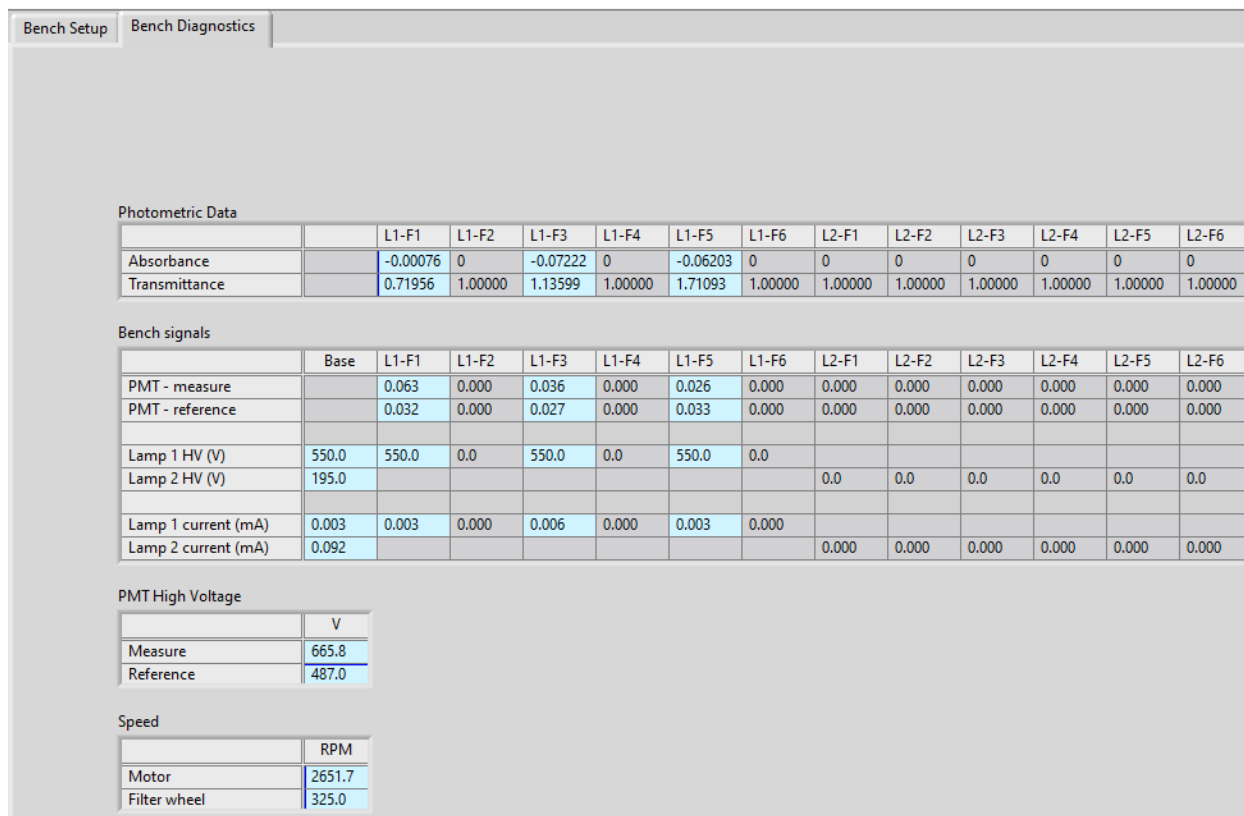 Bench Setup Bench Diagnostics
Photometric Data
L1-F1 L1-F2 L1-F3 L1-F4 L1-F5 L1-F6 L2-F1 L2-F2 L2-F3 L2-F4 L2-F5 L2-F6
Absorbance -0.00076 0 -0.07222 0 -0.06203 0 0 0 0 0 0 0
Transmittance 0.71956 1.00000 1.13599 1.00000 1.71093 1.00000 1.00000 1.00000 1.00000 1.00000 1.00000 1.00000
Bench signals
Base L1-F1 L1-F2 L1-F3 L1-F4 L1-F5 L1-F6 L2-F1 L2-F2 L2-F3 L2-F4 L2-F5 L2-F6
PMT - measure 0.063 0.000 0.036 0.000 0.026 0.000 0.000 0.000 0.000 0.000 0.000 0.000
PMT - reference 0.032 0.000 0.027 0.000 0.033 0.000 0.000 0.000 0.000 0.000 0.000 0.000
Lamp 1 HV (V) 550.0 550.0 0.0 550.0 0.0 550.0 0.0
Lamp 2 HV (V) 195.0 0.0 0.0 0.0 0.0 0.0 0.0
Lamp 1 current (mA) 0.003 0.003 0.000 0.006 0.000 0.003 0.000
Lamp 2 current (mA) 0.092 0.000 0.000 0.000 0.000 0.000 0.000
PMT High Voltage
V
Measure 665.8
Reference 487.0
Speed
RPM
Motor 2651.7
Filter wheel 325.0